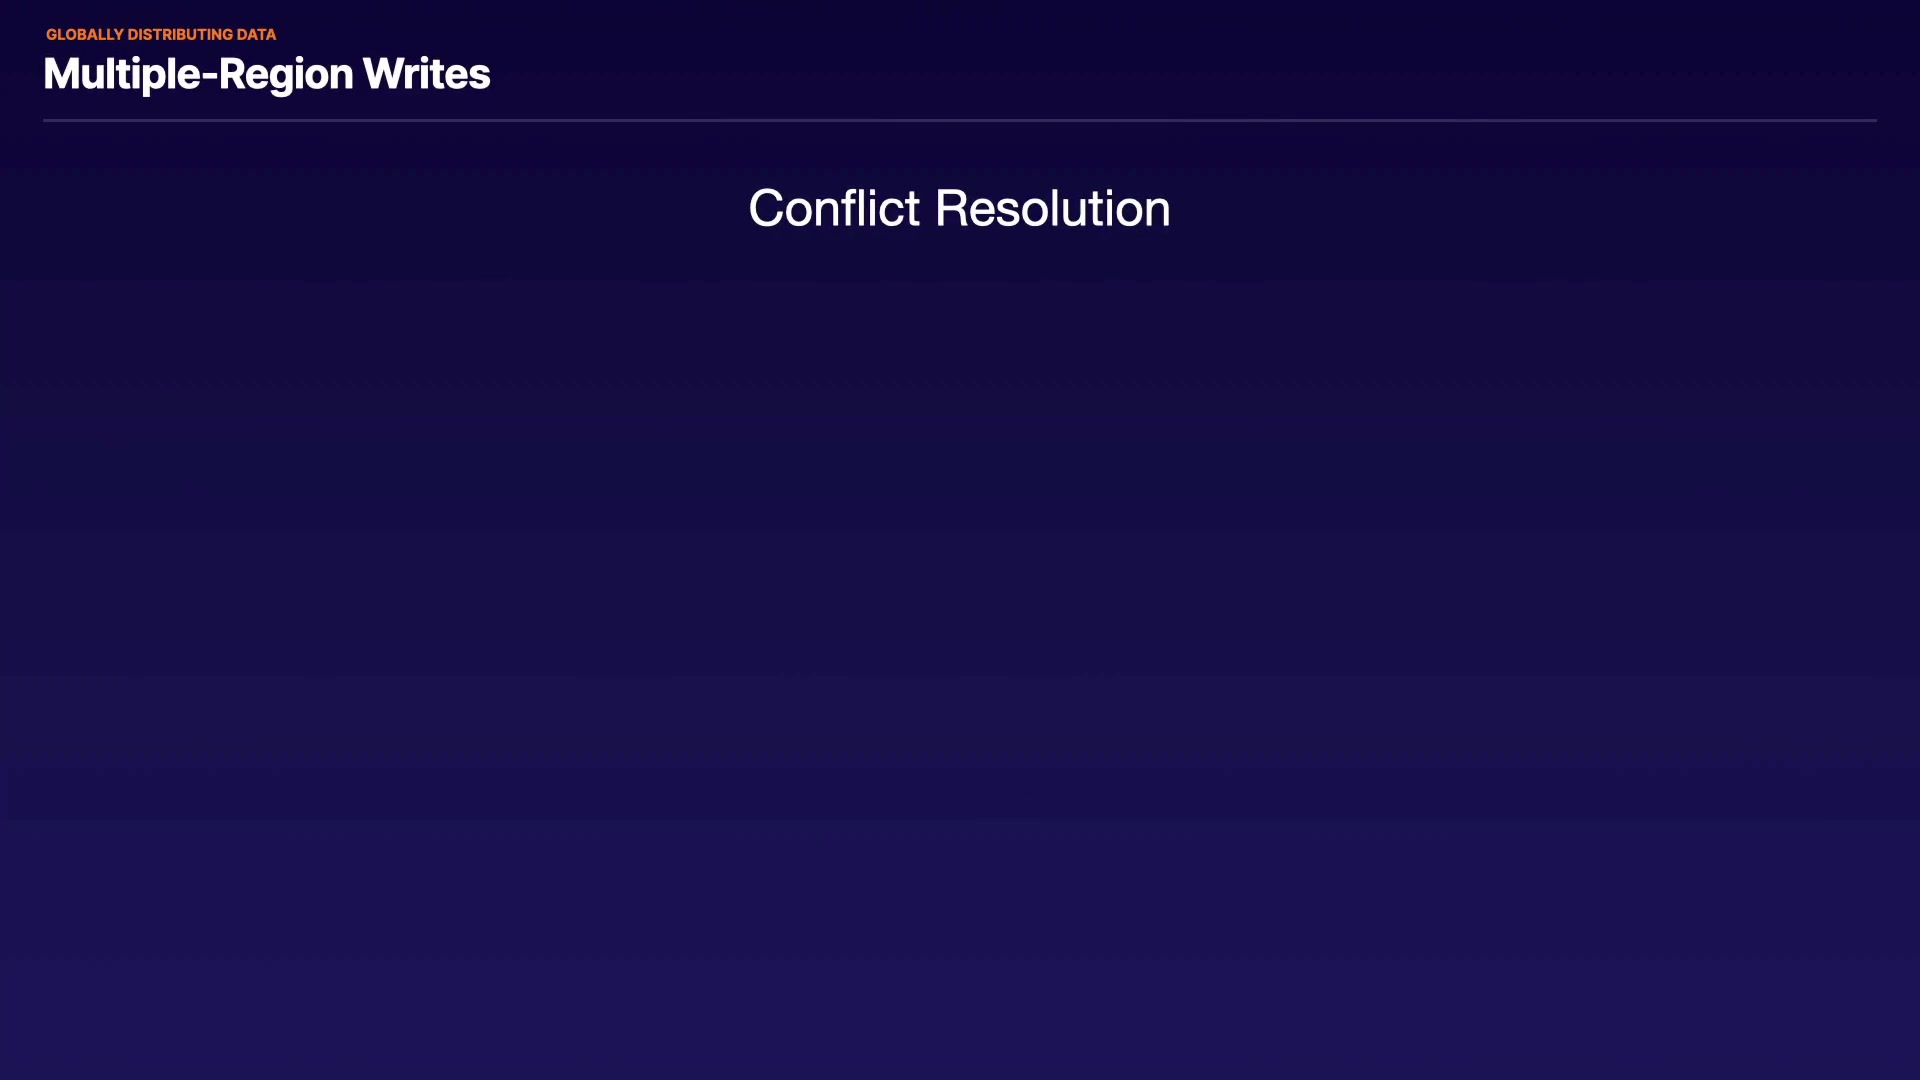 GLOBALLY DISTRIBUTING DATA
Multiple-Region Writes
Conflict Resolution